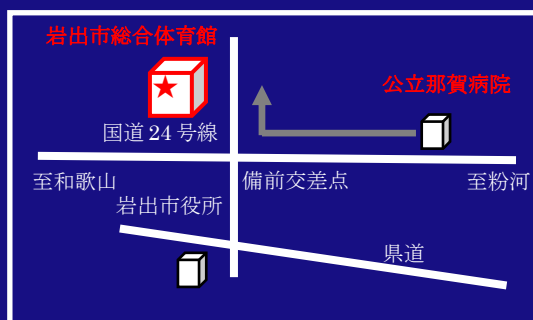 岩出市総合体育館
公立那賀病院
国道24号線
至和歌山
備前交差点
至粉河
岩出市役所
県道